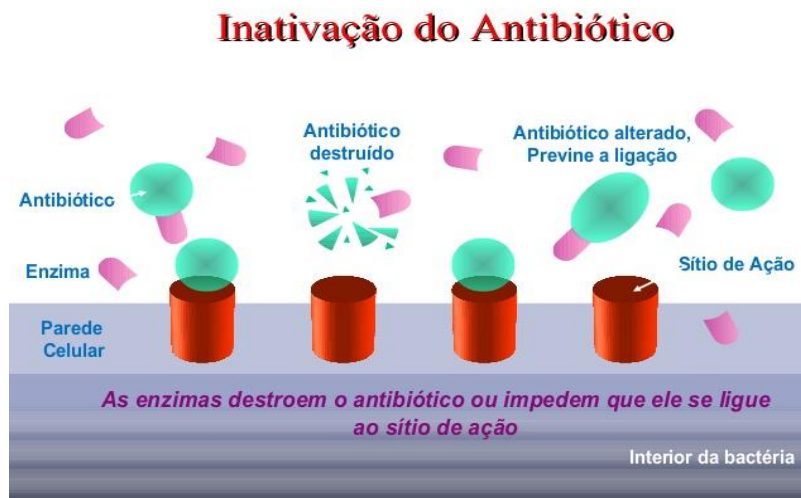 Inativação do Antibiótico
Antibiótico
destruído
Antibiótico alterado,
Previne a ligação
Antibiótico
Enzima
Sítio de Ação
Parede
Celular
As enzimas destroem o antibiótico ou impedem que ele se ligue
ao sítio de ação
Interior da bactéria